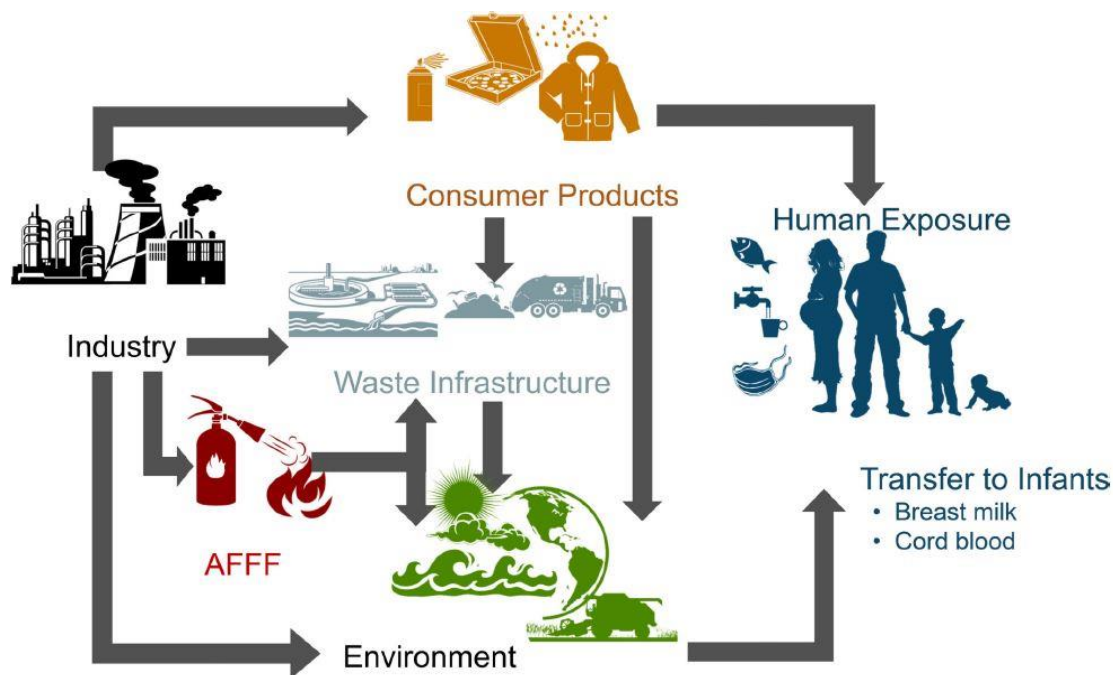 Consumer Products
Human Exposure
Industry
Waste Infrastructure
AFFF
Transfer to Infants
• Breast milk
• Cord blood
Environment